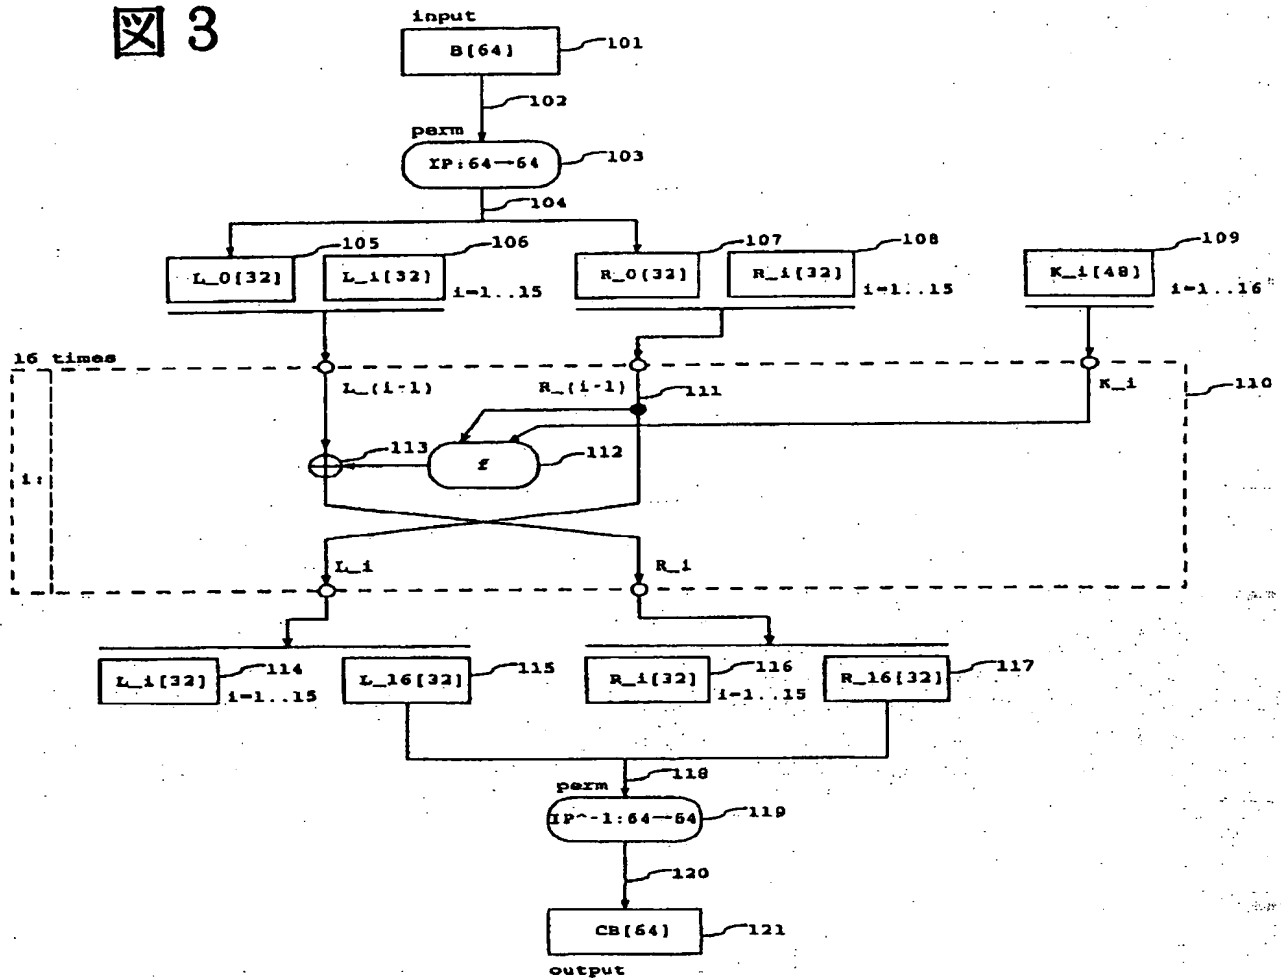 図 3
input
B[64]
101
102
perm
IP:64→64
103
104
105
106
107
108
109
L_0[32]
L_i[32]
i=1..15
R_0[32]
R_i[32]
i=1..15
K_i[48]
i=1..16
16 times
L_(i-1)
R_(i-1)
111
K_i
110
113
f
112
i:
L_i
R_i
L_i[32]
114
i=1..15
L_16[32]
115
R_i[32]
116
i=1..15
R_16[32]
117
118
perm
IP^-1:64→64
119
120
CB[64]
121
output